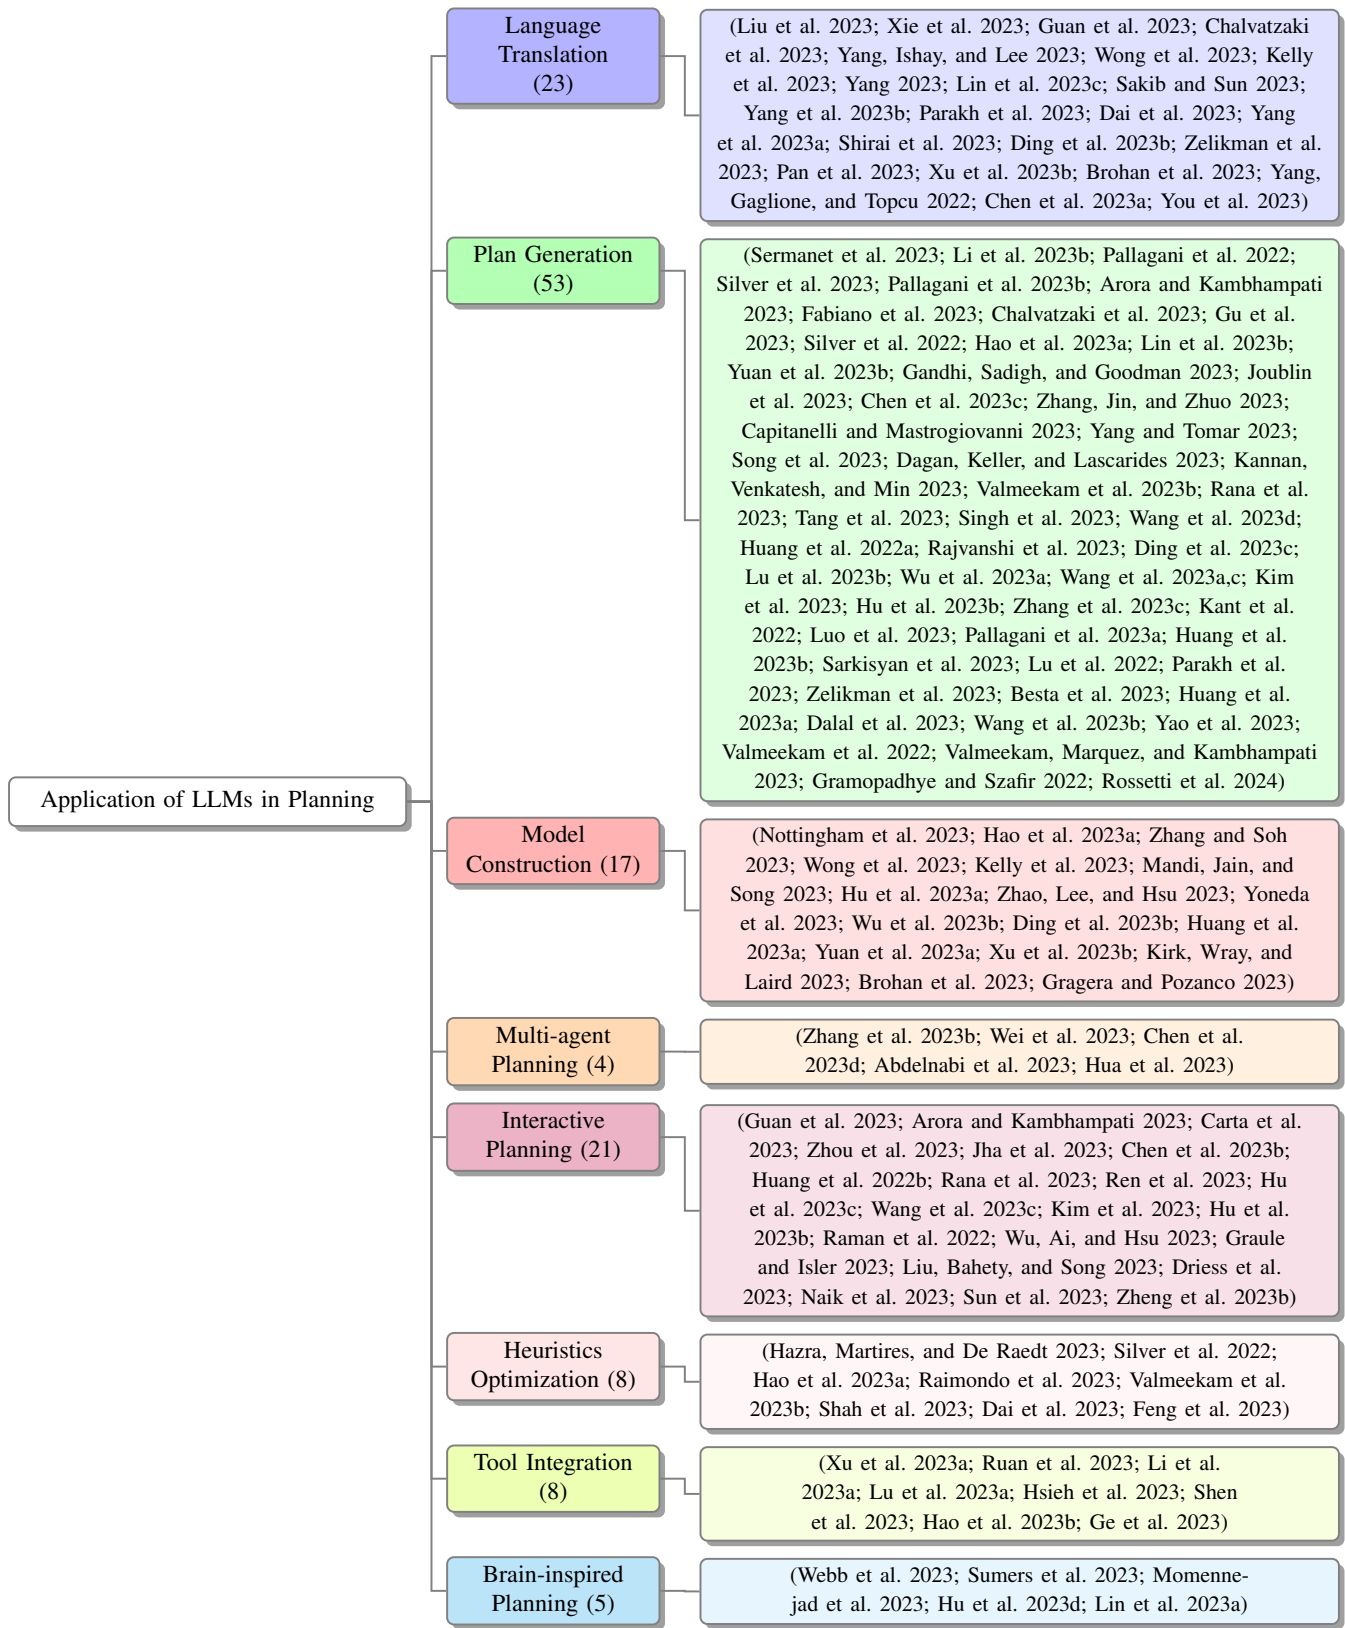 Language
Translation
(23)
(Liu et al. 2023; Xie et al. 2023; Guan et al. 2023; Chalvatzaki
et al. 2023; Yang, Ishay, and Lee 2023; Wong et al. 2023; Kelly
et al. 2023; Yang 2023; Lin et al. 2023c; Sakib and Sun 2023;
Yang et al. 2023b; Parakh et al. 2023; Dai et al. 2023; Yang
et al. 2023a; Shirai et al. 2023; Ding et al. 2023b; Zelikman et al.
2023; Pan et al. 2023; Xu et al. 2023b; Brohan et al. 2023; Yang,
Gaglione, and Topcu 2022; Chen et al. 2023a; You et al. 2023)
Plan Generation
(53)
(Sermanet et al. 2023; Li et al. 2023b; Pallagani et al. 2022;
Silver et al. 2023; Pallagani et al. 2023b; Arora and Kambhampati
2023; Fabiano et al. 2023; Chalvatzaki et al. 2023; Gu et al.
2023; Silver et al. 2022; Hao et al. 2023a; Lin et al. 2023b;
Yuan et al. 2023b; Gandhi, Sadigh, and Goodman 2023; Joublin
et al. 2023; Chen et al. 2023c; Zhang, Jin, and Zhuo 2023;
Capitanelli and Mastrogiovanni 2023; Yang and Tomar 2023;
Song et al. 2023; Dagan, Keller, and Lascarides 2023; Kannan,
Venkatesh, and Min 2023; Valmeekam et al. 2023b; Rana et al.
2023; Tang et al. 2023; Singh et al. 2023; Wang et al. 2023d;
Huang et al. 2022a; Rajvanshi et al. 2023; Ding et al. 2023c;
Lu et al. 2023b; Wu et al. 2023a; Wang et al. 2023a,c; Kim
et al. 2023; Hu et al. 2023b; Zhang et al. 2023c; Kant et al.
2022; Luo et al. 2023; Pallagani et al. 2023a; Huang et al.
2023b; Sarkisyan et al. 2023; Lu et al. 2022; Parakh et al.
2023; Zelikman et al. 2023; Besta et al. 2023; Huang et al.
2023a; Dalal et al. 2023; Wang et al. 2023b; Yao et al. 2023;
Valmeekam et al. 2022; Valmeekam, Marquez, and Kambhampati
2023; Gramopadhye and Szafir 2022; Rossetti et al. 2024)
Application of LLMs in Planning
Model
Construction (17)
(Nottingham et al. 2023; Hao et al. 2023a; Zhang and Soh
2023; Wong et al. 2023; Kelly et al. 2023; Mandi, Jain, and
Song 2023; Hu et al. 2023a; Zhao, Lee, and Hsu 2023; Yoneda
et al. 2023; Wu et al. 2023b; Ding et al. 2023b; Huang et al.
2023a; Yuan et al. 2023a; Xu et al. 2023b; Kirk, Wray, and
Laird 2023; Brohan et al. 2023; Gragera and Pozanco 2023)
Multi-agent
Planning (4)
(Zhang et al. 2023b; Wei et al. 2023; Chen et al.
2023d; Abdelnabi et al. 2023; Hua et al. 2023)
Interactive
Planning (21)
(Guan et al. 2023; Arora and Kambhampati 2023; Carta et al.
2023; Zhou et al. 2023; Jha et al. 2023; Chen et al. 2023b;
Huang et al. 2022b; Rana et al. 2023; Ren et al. 2023; Hu
et al. 2023c; Wang et al. 2023c; Kim et al. 2023; Hu et al.
2023b; Raman et al. 2022; Wu, Ai, and Hsu 2023; Graule
and Isler 2023; Liu, Bahety, and Song 2023; Driess et al.
2023; Naik et al. 2023; Sun et al. 2023; Zheng et al. 2023b)
Heuristics
Optimization (8)
(Hazra, Martires, and De Raedt 2023; Silver et al. 2022;
Hao et al. 2023a; Raimondo et al. 2023; Valmeekam et al.
2023b; Shah et al. 2023; Dai et al. 2023; Feng et al. 2023)
Tool Integration
(8)
(Xu et al. 2023a; Ruan et al. 2023; Li et al.
2023a; Lu et al. 2023a; Hsieh et al. 2023; Shen
et al. 2023; Hao et al. 2023b; Ge et al. 2023)
Brain-inspired
Planning (5)
(Webb et al. 2023; Sumers et al. 2023; Momenne-
jad et al. 2023; Hu et al. 2023d; Lin et al. 2023a)